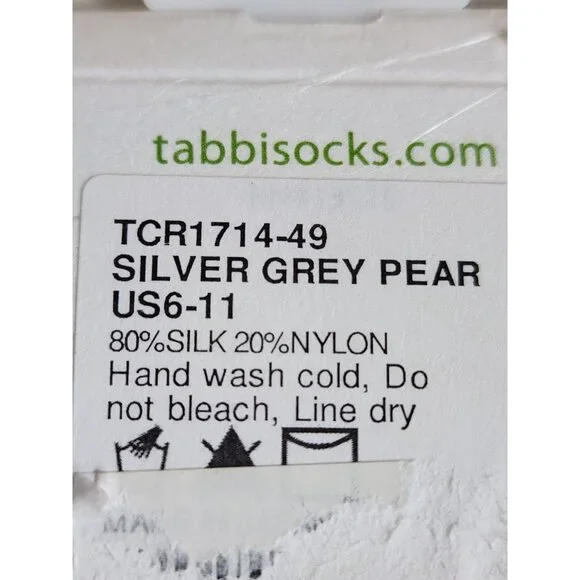 tabbisocks.com
TCR1714-49
SILVER GREY PEAR
US6-11
80%SILK 20%NYLON
Hand wash cold, Do
not bleach, Line dry